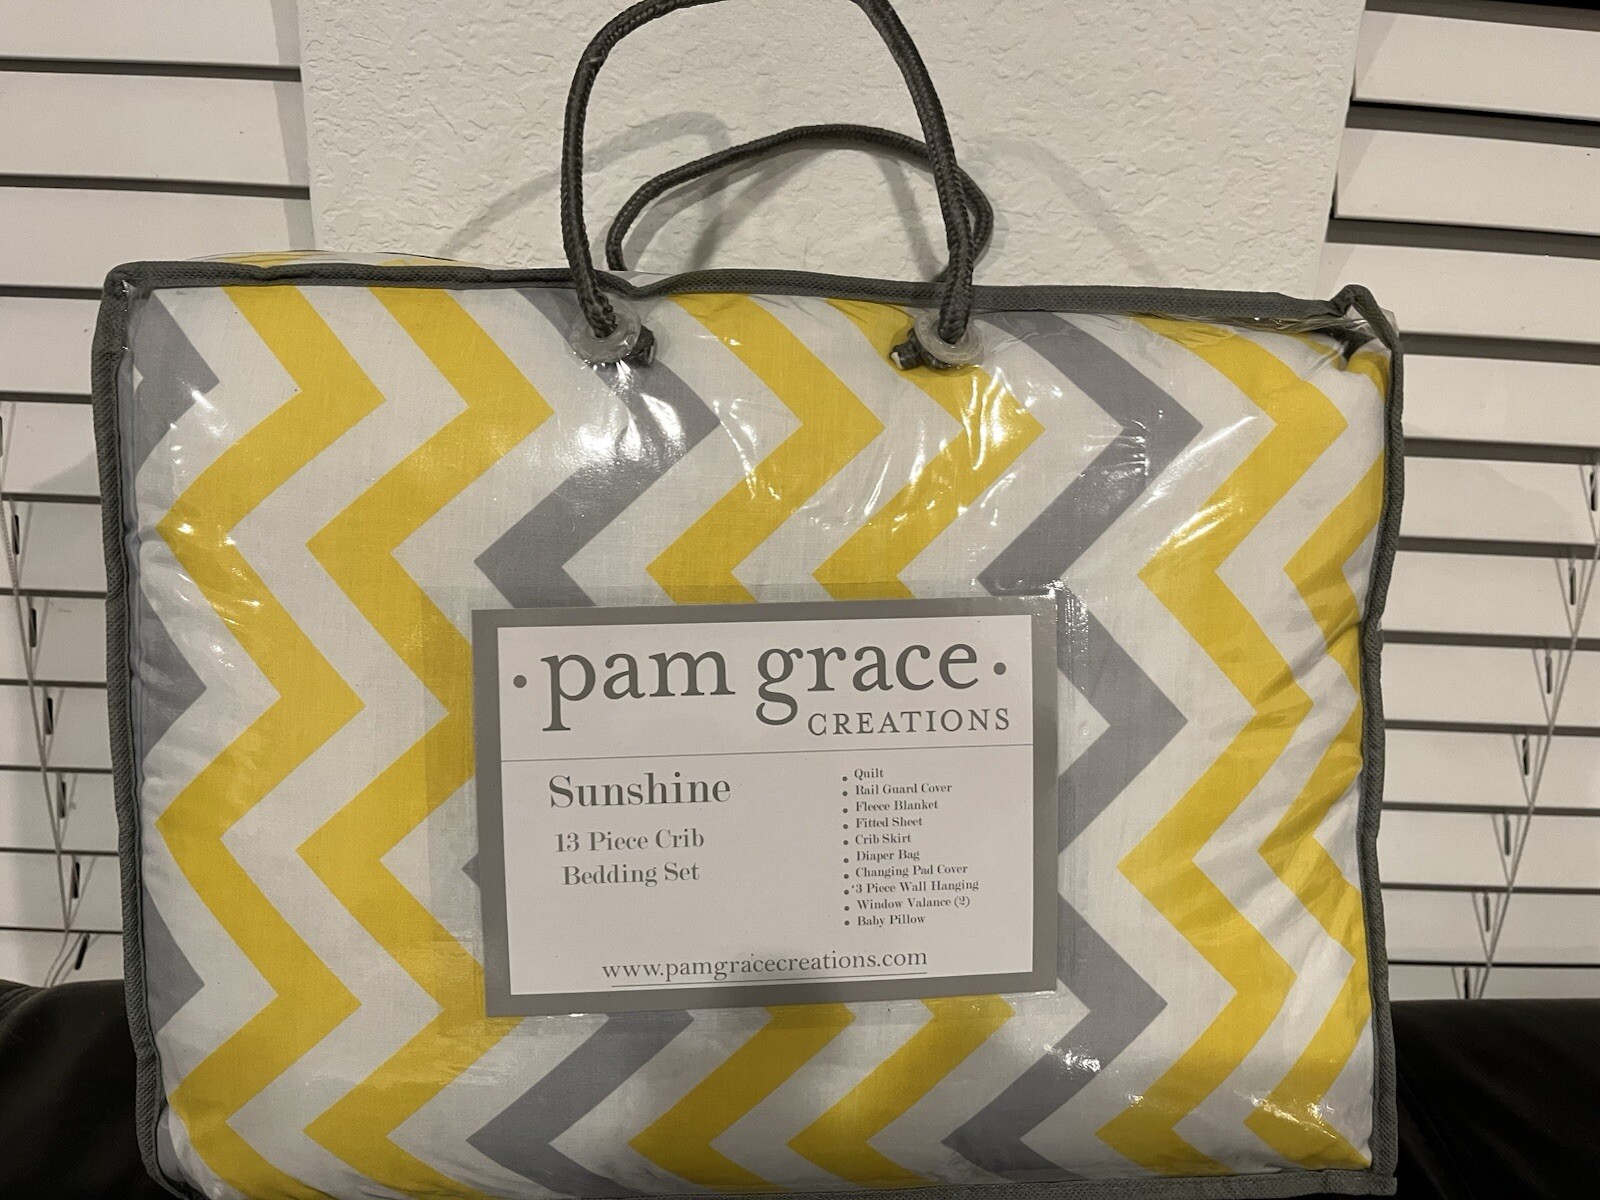 · pam grace ·
CREATIONS
Sunshine
13 Piece Crib
Bedding Set
• Quilt
• Rail Guard Cover
• Fleece Blanket
• Fitted Sheet
• Crib Skirt
• Diaper Bag
• Changing Pad Cover
• '3 Piece Wall Hanging
• Window Valance (2)
• Baby Pillow
www.pamgracecreations.com